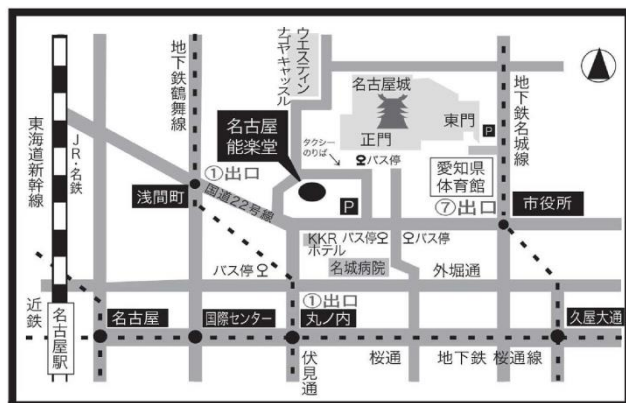 ウエスティン
ナゴヤキャッスル
地下鉄鶴舞線
名古屋城
正門
東門
P
地下鉄名城線
名古屋
能楽堂
タクシー
のりば
バス停
東海道新幹線
JR・名鉄
①出口
浅間町
国道22号線
P
愛知県
体育館
⑦出口
市役所
KKR
ホテル
バス停
バス停
名城病院
バス停
外堀通
①出口
近鉄
名古屋駅
名古屋
国際センター
丸ノ内
久屋大通
伏見通
桜通
地下鉄 桜通線